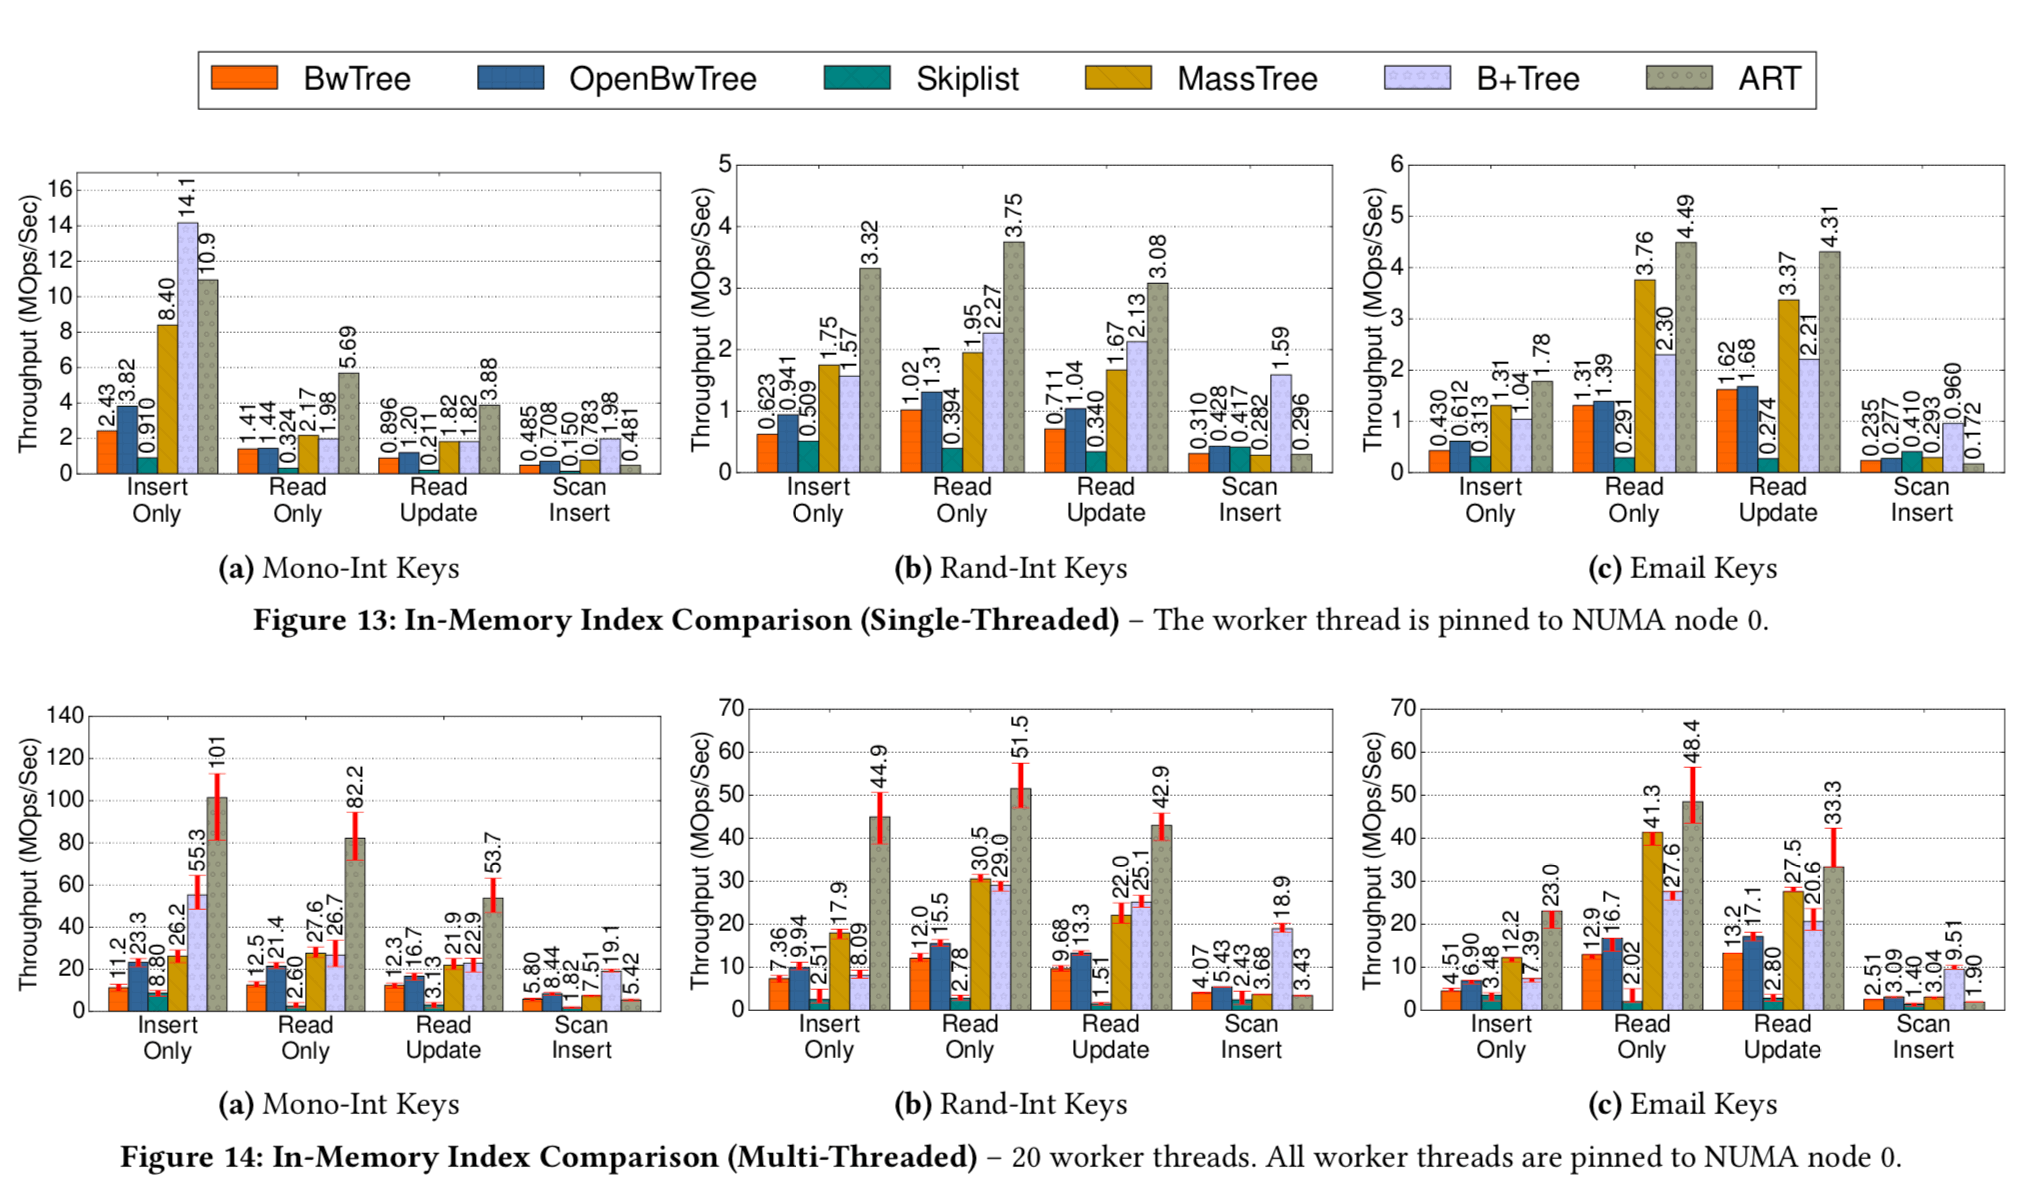 BwTree OpenBwTree Skiplist MassTree B+Tree ART
Throughput (MOps/Sec)
16
14
12
10
8
6
4
2
0
2.43 3.82 0.910 8.40 14.1 10.9
1.41 1.44 0.324 2.17 1.98 5.69
0.896 1.20 0.211 1.82 1.82 3.88
0.485 0.708 0.150 0.783 1.98 0.481
Insert Read Read Scan
Only Only Update Insert
(a) Mono-Int Keys
Throughput (MOps/Sec)
5
4
3
2
1
0
0.623 0.941 0.509 1.75 1.57 3.32
1.02 1.31 0.394 1.95 2.27 3.75
0.711 1.04 0.340 1.67 2.13 3.08
0.310 0.428 0.417 0.282 1.59 0.296
Insert Read Read Scan
Only Only Update Insert
(b) Rand-Int Keys
Throughput (MOps/Sec)
6
5
4
3
2
1
0
0.430 0.612 0.313 1.31 1.04 1.78
1.31 1.39 0.291 3.76 2.30 4.49
1.62 1.68 0.274 3.37 2.21 4.31
0.235 0.277 0.410 0.293 0.960 0.172
Insert Read Read Scan
Only Only Update Insert
(c) Email Keys
Figure 13: In-Memory Index Comparison (Single-Threaded) – The worker thread is pinned to NUMA node 0.
Throughput (MOps/Sec)
140
120
100
80
60
40
20
0
11.2 23.3 8.80 26.2 55.3 101
12.5 21.4 2.60 27.6 26.7 82.2
12.3 16.7 3.13 21.9 22.9 53.7
5.80 8.44 1.82 7.51 19.1 5.42
Insert Read Read Scan
Only Only Update Insert
(a) Mono-Int Keys
Throughput (MOps/Sec)
70
60
50
40
30
20
10
0
7.36 9.94 2.51 17.9 8.09 44.9
12.0 15.5 2.78 30.5 29.0 51.5
9.68 13.3 1.51 22.0 25.1 42.9
4.07 5.43 2.43 3.68 18.9 3.43
Insert Read Read Scan
Only Only Update Insert
(b) Rand-Int Keys
Throughput (MOps/Sec)
70
60
50
40
30
20
10
0
4.51 6.90 3.48 12.2 7.39 23.0
12.9 16.7 2.02 41.3 27.6 48.4
13.2 17.1 2.80 27.5 20.6 33.3
2.51 3.09 1.40 3.04 9.51 1.90
Insert Read Read Scan
Only Only Update Insert
(c) Email Keys
Figure 14: In-Memory Index Comparison (Multi-Threaded) – 20 worker threads. All worker threads are pinned to NUMA node 0.